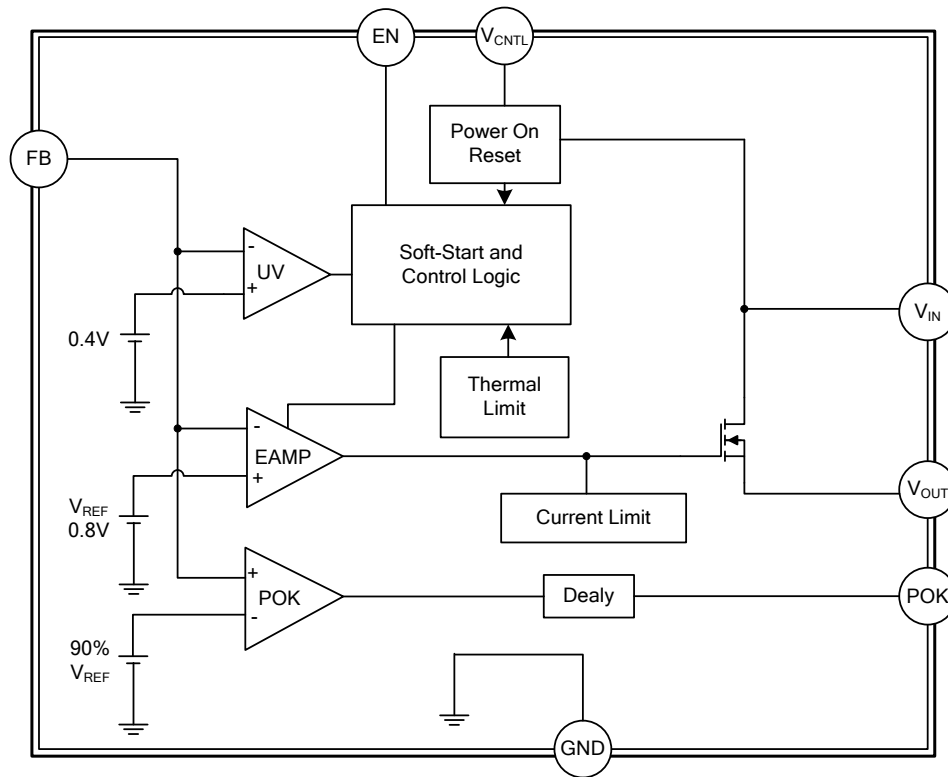 EN
VCNTL
Power On
Reset
FB
Soft-Start and
Control Logic
-
UV
+
0.4V
VIN
Thermal
Limit
-
EAMP
+
VREF
0.8V
VOUT
Current Limit
+
POK
-
Dealy
POK
90%
VREF
GND